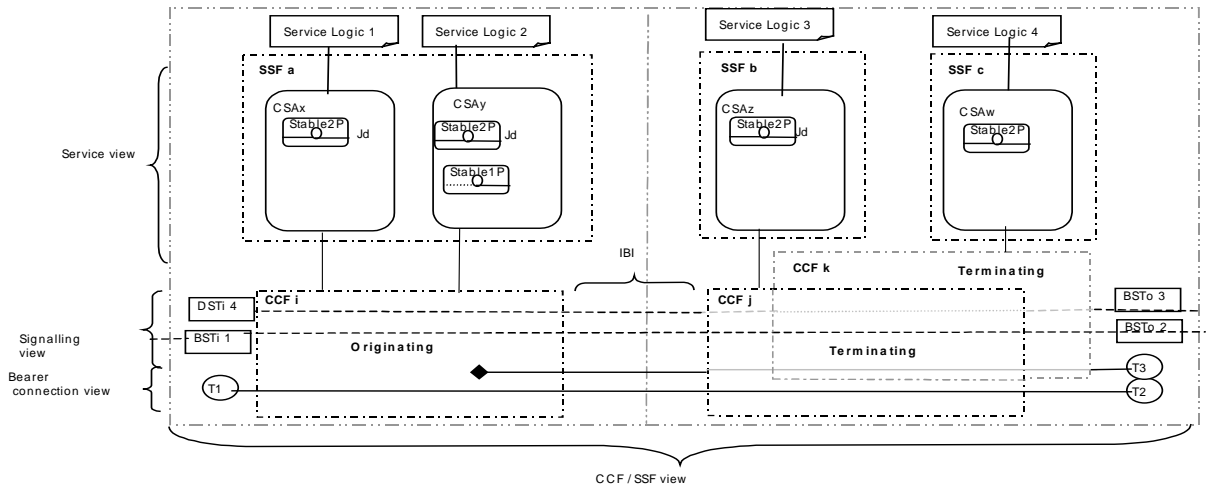 Service Logic 1
Service Logic 2
Service Logic 3
Service Logic 4
SSF a
SSF b
SSF c
CSAx
Stable2P
Jd
CSAy
Stable2P
Jd
Stable1P
CSAz
Stable2P
Jd
CSAw
Stable2P
Service view
IBI
CCF k
Terminating
CCF i
CCF j
DSTi 4
BSTo 3
BSTi 1
BSTo 2
Originating
Terminating
Signalling
view
Bearer
connection view
T1
T3
T2
CCF/SSF view